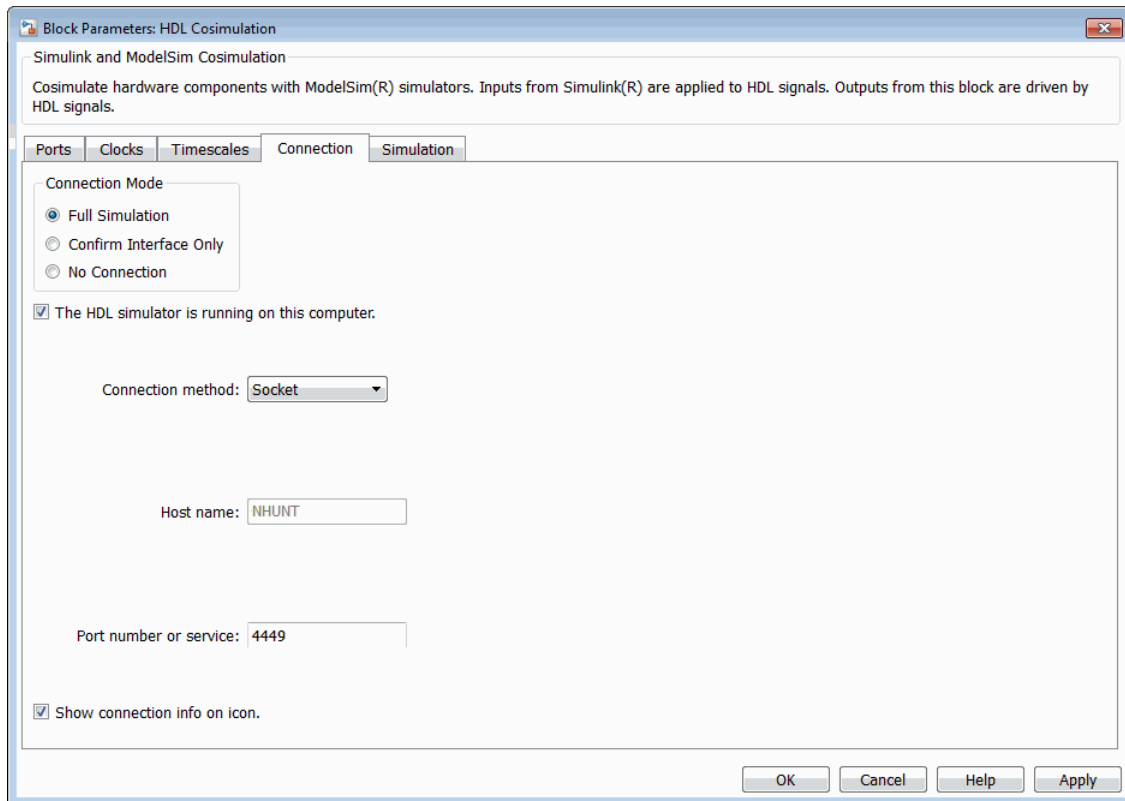 Block Parameters: HDL Cosimulation
Simulink and ModelSim Cosimulation
Cosimulate hardware components with ModelSim(R) simulators. Inputs from Simulink(R) are applied to HDL signals. Outputs from this block are driven by
HDL signals.
Ports Clocks Timescales Connection Simulation
Connection Mode
Full Simulation
Confirm Interface Only
No Connection
The HDL simulator is running on this computer.
Connection method: Socket
Host name: NHUNT
Port number or service: 4449
Show connection info on icon.
OK Cancel Help Apply